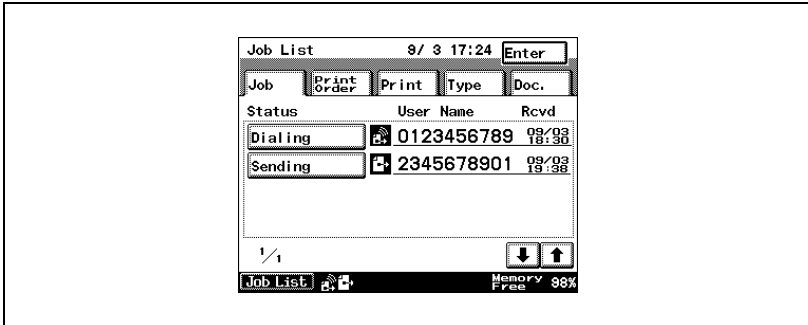 Job List 9/ 3 17:24 Enter
Job Print Order Print Type Doc.
Status User Name Rcvd
Dialing 0123456789 09/03 18:30
Sending 2345678901 09/03 19:38
1/1
Job List Memory Free 98%